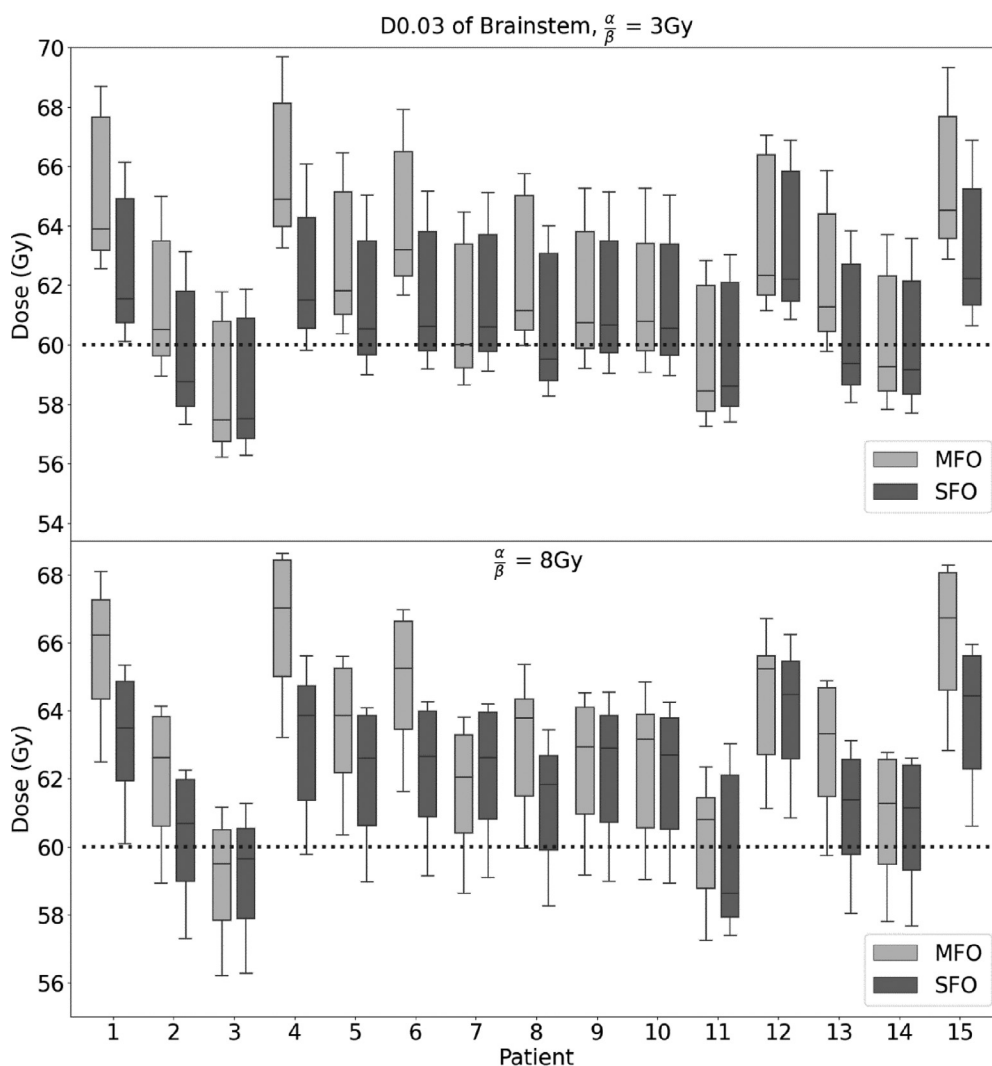 D0.03 of Brainstem, α/β = 3Gy
70
68
66
64
62
60
58
56
54
Dose (Gy)
MFO
SFO
α/β = 8Gy
68
66
64
62
60
58
56
Dose (Gy)
MFO
SFO
1 2 3 4 5 6 7 8 9 10 11 12 13 14 15
Patient